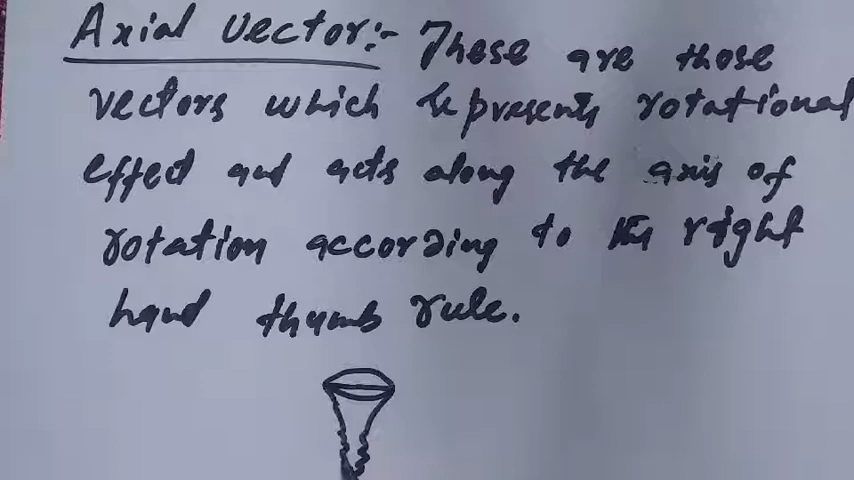 Axial Vector:- These are those
vectors which represents rotational
effect and acts along the axis of
rotation according to the right
hand thumb rule.